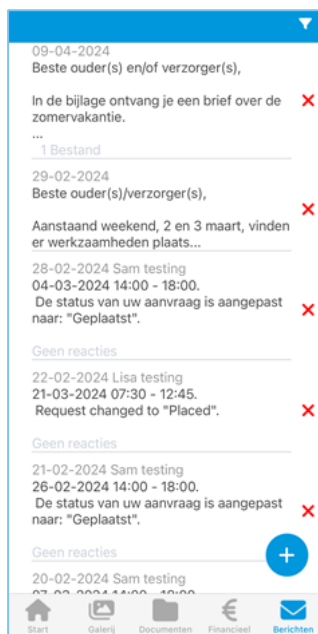 09-04-2024
Beste ouder(s) en/of verzorger(s),
In de bijlage ontvang je een brief over de
zomervakantie.
...
1 Bestand
29-02-2024
Beste ouder(s)/verzorger(s),
Aanstaand weekend, 2 en 3 maart, vinden
er werkzaamheden plaats...
28-02-2024 Sam testing
04-03-2024 14:00 - 18:00.
De status van uw aanvraag is aangepast
naar: "Geplaatst".
Geen reacties
22-02-2024 Lisa testing
21-03-2024 07:30 - 12:45.
Request changed to "Placed".
Geen reacties
21-02-2024 Sam testing
26-02-2024 14:00 - 18:00.
De status van uw aanvraag is aangepast
naar: "Geplaatst".
Geen reacties
20-02-2024 Sam testing
Start
Galerij
Documenten
Financieel
Berichten